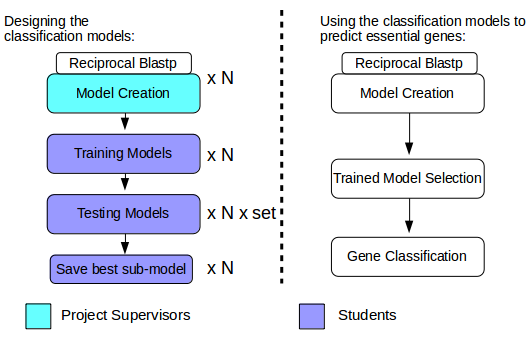 Designing the
classification models:
Reciprocal Blastp
Model Creation
x N
Training Models
x N
Testing Models
x N x set
Save best sub-model
x N
Using the classification models to
predict essential genes:
Reciprocal Blastp
Model Creation
Trained Model Selection
Gene Classification
Project Supervisors
Students